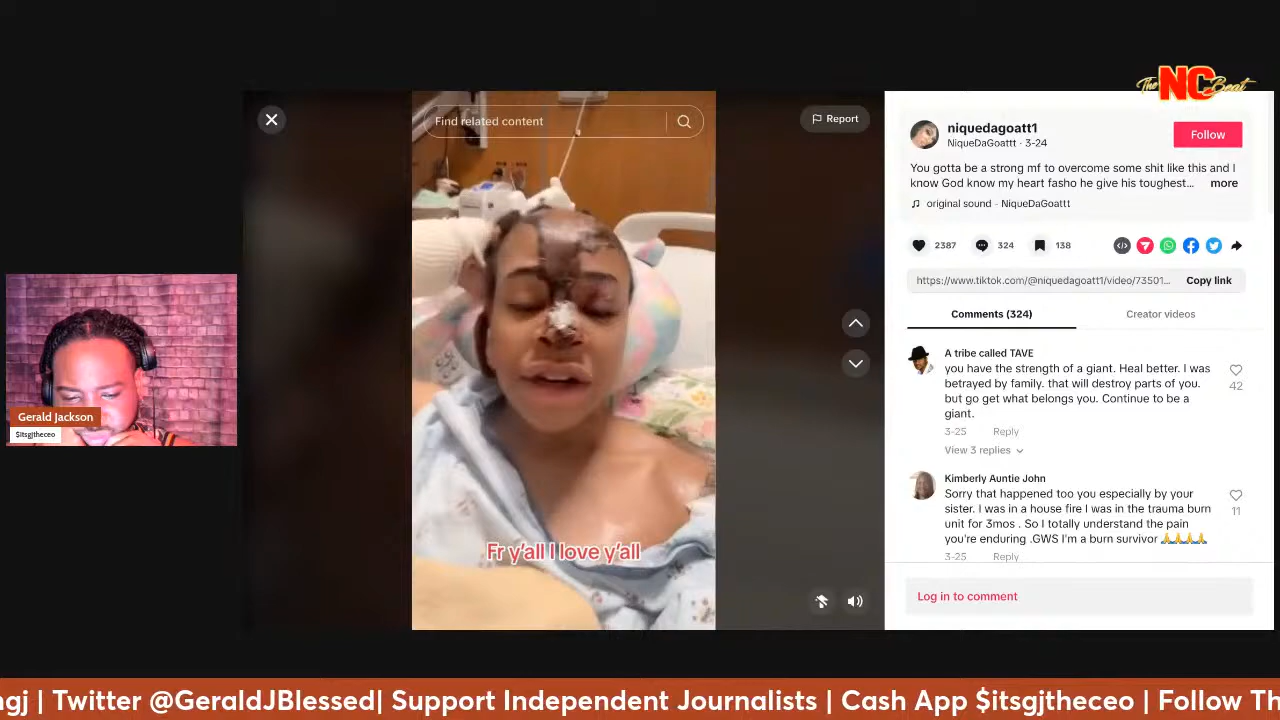 The NC Beat
Find related content
Report
niquedagoatt1
NiqueDaGoattt · 3-24
Follow
You gotta be a strong mf to overcome some shit like this and I
know God know my heart fasho he give his toughest... more
original sound - NiqueDaGoattt
2387
324
138
https://www.tiktok.com/@niquedagoatt1/video/73501...
Copy link
Comments (324)
Creator videos
A tribe called TAVE
you have the strength of a giant. Heal better. I was
betrayed by family. that will destroy parts of you.
but go get what belongs you. Continue to be a
giant.
42
3-25 Reply
View 3 replies
Kimberly Auntie John
Sorry that happened too you especially by your
sister. I was in a house fire I was in the trauma burn
unit for 3mos . So I totally understand the pain
you're enduring .GWS I'm a burn survivor 🙏🙏🙏🙏
11
3-25 Reply
Log in to comment
Fr y'all I love y'all
Gerald Jackson
$itsgjtheceo
ngj | Twitter @GeraldJBlessed| Support Independent Journalists | Cash App $itsgjtheceo | Follow Th